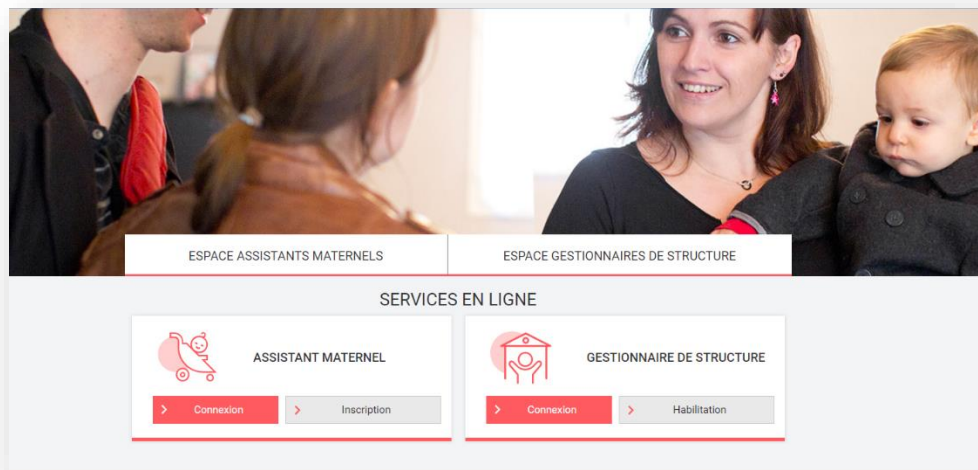 ESPACE ASSISTANTS MATERNELS
ESPACE GESTIONNAIRES DE STRUCTURE
SERVICES EN LIGNE
ASSISTANT MATERNEL
Connexion
Inscription
GESTIONNAIRE DE STRUCTURE
Connexion
Habilitation